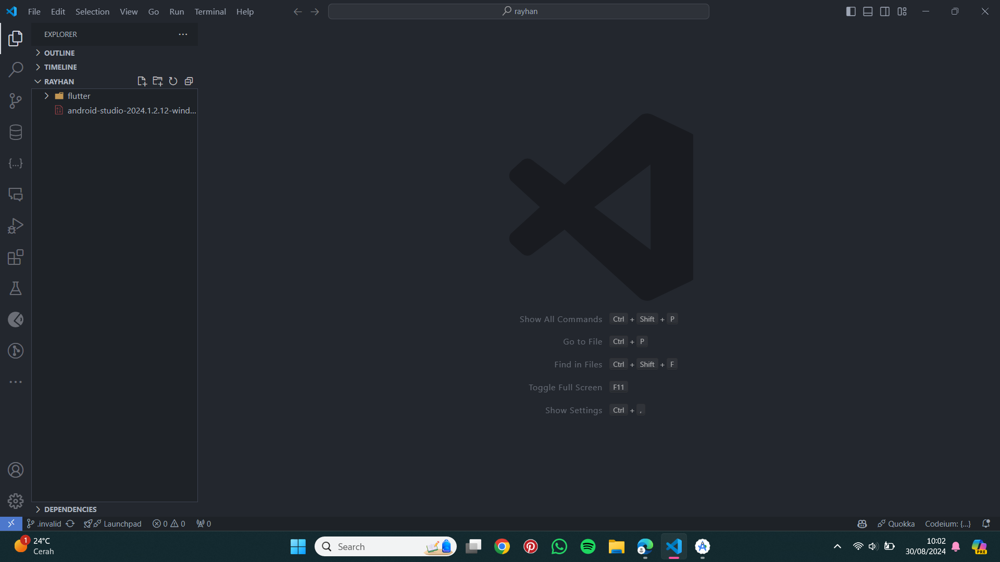 File Edit Selection View Go Run Terminal Help
rayhan
EXPLORER
OUTLINE
TIMELINE
RAYHAN
flutter
android-studio-2024.1.2.12-wind...
Show All Commands Ctrl + Shift + P
Go to File Ctrl + P
Find in Files Ctrl + Shift + F
Toggle Full Screen F11
Show Settings Ctrl + ,
DEPENDENCIES
.invalid Launchpad 0 0 0 Quokka Codeium: {...}
1
24°C
Cerah
Search
10:02
30/08/2024
PRE